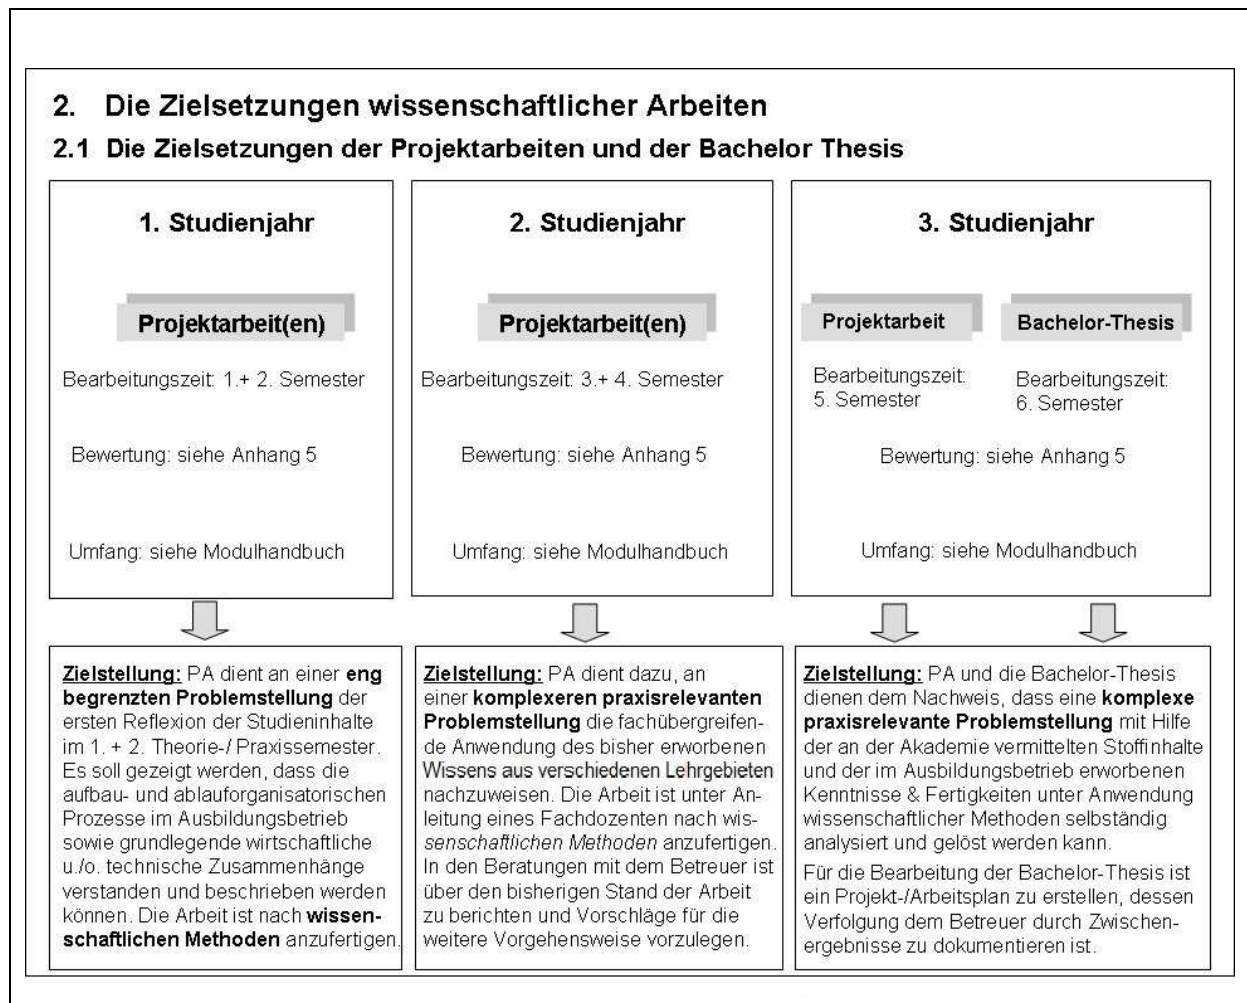 2. Die Zielsetzungen wissenschaftlicher Arbeiten
2.1 Die Zielsetzungen der Projektarbeiten und der Bachelor Thesis
1. Studienjahr
Projektarbeit(en)
Bearbeitungszeit: 1.+ 2. Semester
Bewertung: siehe Anhang 5
Umfang: siehe Modulhandbuch
Zielstellung: PA dient an einer eng
begrenzten Problemstellung der
ersten Reflexion der Studieninhalte
im 1. + 2. Theorie-/ Praxissemester.
Es soll gezeigt werden, dass die
aufbau- und ablauforganisatorischen
Prozesse im Ausbildungsbetrieb
sowie grundlegende wirtschaftliche
u./o. technische Zusammenhänge
verstanden und beschrieben werden
können. Die Arbeit ist nach wissen-
schaftlichen Methoden anzufertigen.
2. Studienjahr
Projektarbeit(en)
Bearbeitungszeit: 3.+ 4. Semester
Bewertung: siehe Anhang 5
Umfang: siehe Modulhandbuch
Zielstellung: PA dient dazu, an
einer komplexeren praxisrelevanten
Problemstellung die fachübergreifen-
de Anwendung des bisher erworbenen
Wissens aus verschiedenen Lehrgebieten
nachzuweisen. Die Arbeit ist unter An-
leitung eines Fachdozenten nach wis-
senschaftlichen Methoden anzufertigen.
In den Beratungen mit dem Betreuer ist
über den bisherigen Stand der Arbeit
zu berichten und Vorschläge für die
weitere Vorgehensweise vorzulegen.
3. Studienjahr
Projektarbeit
Bearbeitungszeit:
5. Semester
Bachelor-Thesis
Bearbeitungszeit:
6. Semester
Bewertung: siehe Anhang 5
Umfang: siehe Modulhandbuch
Zielstellung: PA und die Bachelor-Thesis
dienen dem Nachweis, dass eine komplexe
praxisrelevante Problemstellung mit Hilfe
der an der Akademie vermittelten Stoffinhalte
und der im Ausbildungsbetrieb erworbenen
Kenntnisse & Fertigkeiten unter Anwendung
wissenschaftlicher Methoden selbständig
analysiert und gelöst werden kann.
Für die Bearbeitung der Bachelor-Thesis ist
ein Projekt-/Arbeitsplan zu erstellen, dessen
Verfolgung dem Betreuer durch Zwischen-
ergebnisse zu dokumentieren ist.